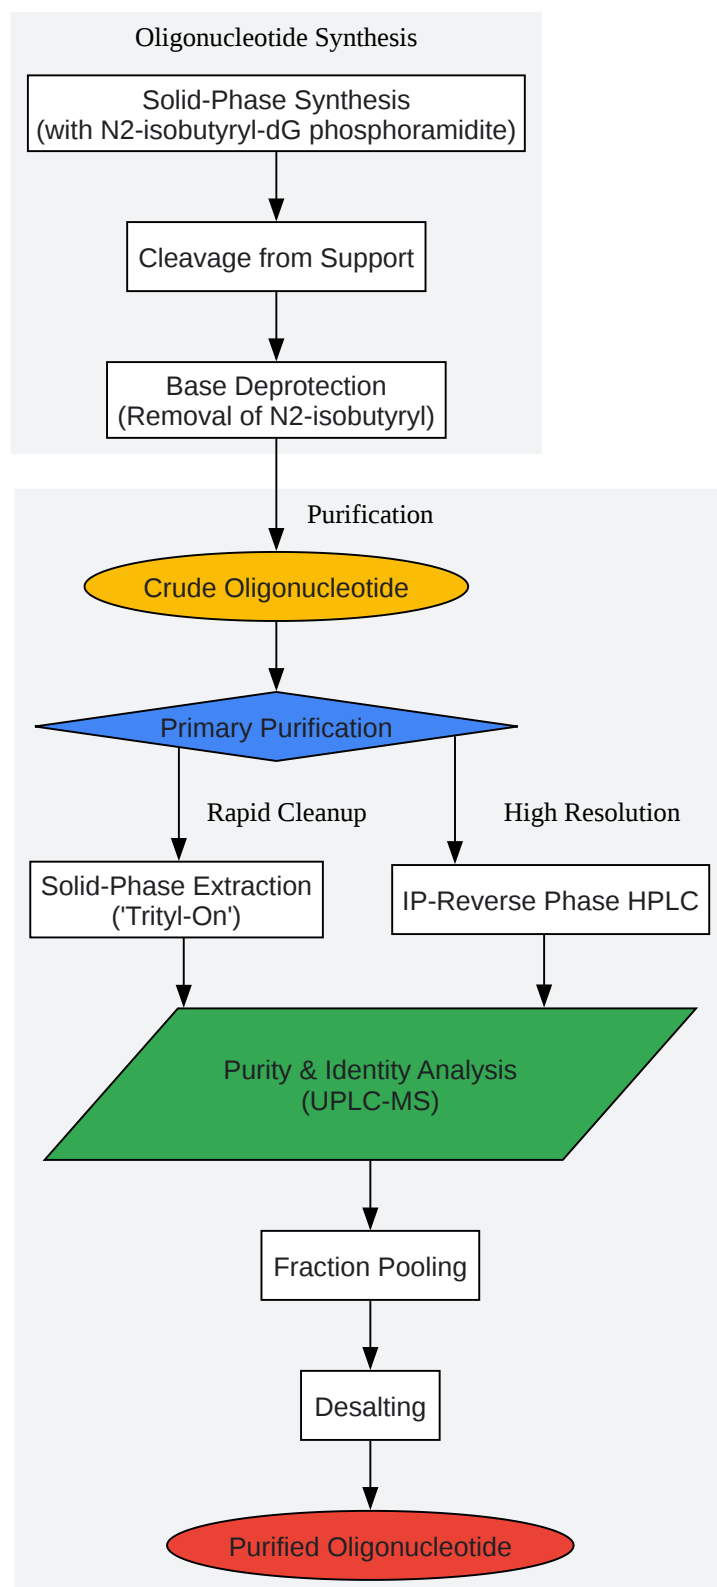 Oligonucleotide Synthesis
Solid-Phase Synthesis
(with N2-isobutyryl-dG phosphoramidite)
Cleavage from Support
Base Deprotection
(Removal of N2-isobutyryl)
Purification
Crude Oligonucleotide
Primary Purification
Rapid Cleanup
High Resolution
Solid-Phase Extraction
('Trityl-On')
IP-Reverse Phase HPLC
Purity & Identity Analysis
(UPLC-MS)
Fraction Pooling
Desalting
Purified Oligonucleotide